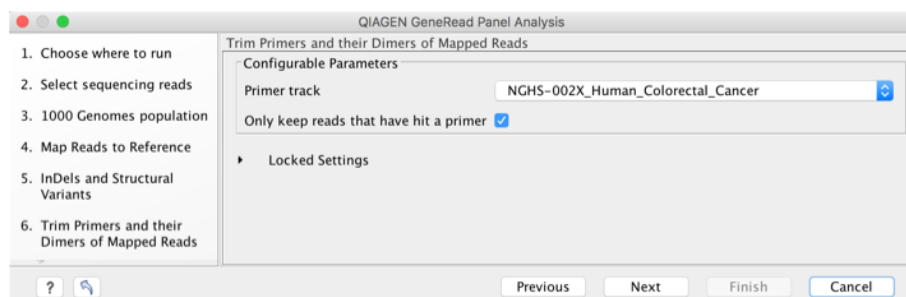 QIAGEN GeneRead Panel Analysis
1. Choose where to run
2. Select sequencing reads
3. 1000 Genomes population
4. Map Reads to Reference
5. InDels and Structural
Variants
6. Trim Primers and their
Dimers of Mapped Reads
Trim Primers and their Dimers of Mapped Reads
Configurable Parameters
Primer track NGHS-002X_Human_Colorectal_Cancer
Only keep reads that have hit a primer
Locked Settings
? Previous Next Finish Cancel